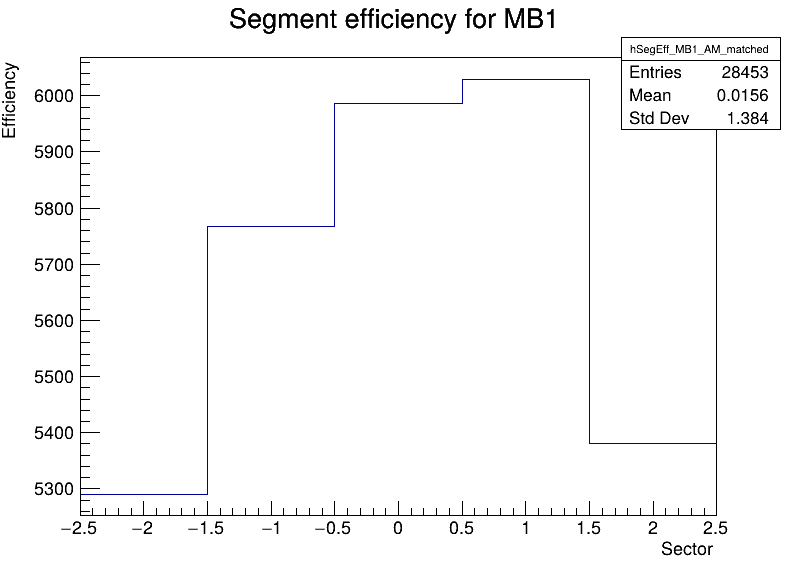 Segment efficiency for MB1
hSegEff_MB1_AM_matched
Entries 28453
Mean 0.0156
Std Dev 1.384
Efficiency
6000
5900
5800
5700
5600
5500
5400
5300
−2.5 −2 −1.5 −1 −0.5 0 0.5 1 1.5 2 2.5
Sector